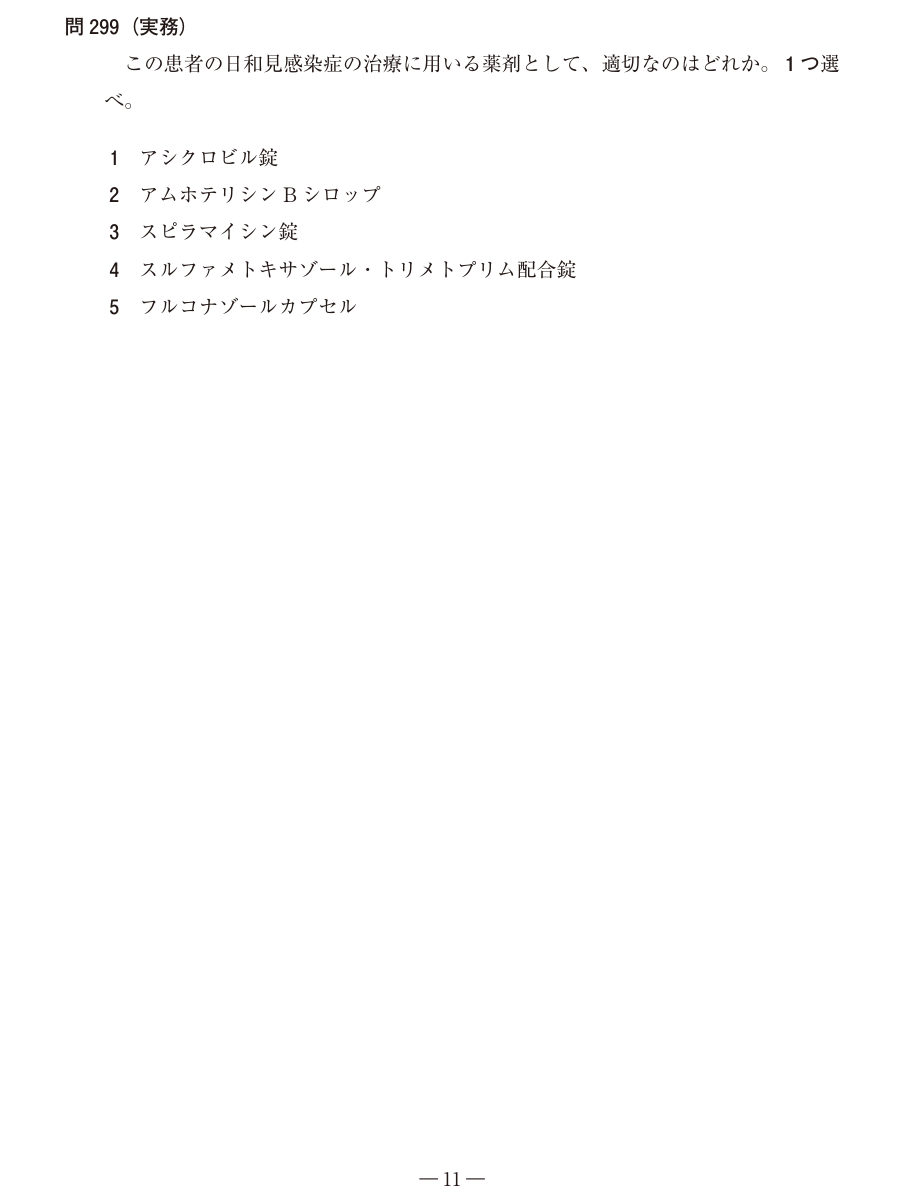 問 299（実務）
この患者の日和見感染症の治療に用いる薬剤として、適切なのはどれか。1つ選
べ。
1 アシクロビル錠
2 アムホテリシン B シロップ
3 スピラマイシン錠
4 スルファメトキサゾール・トリメトプリム配合錠
5 フルコナゾールカプセル
― 11 ―